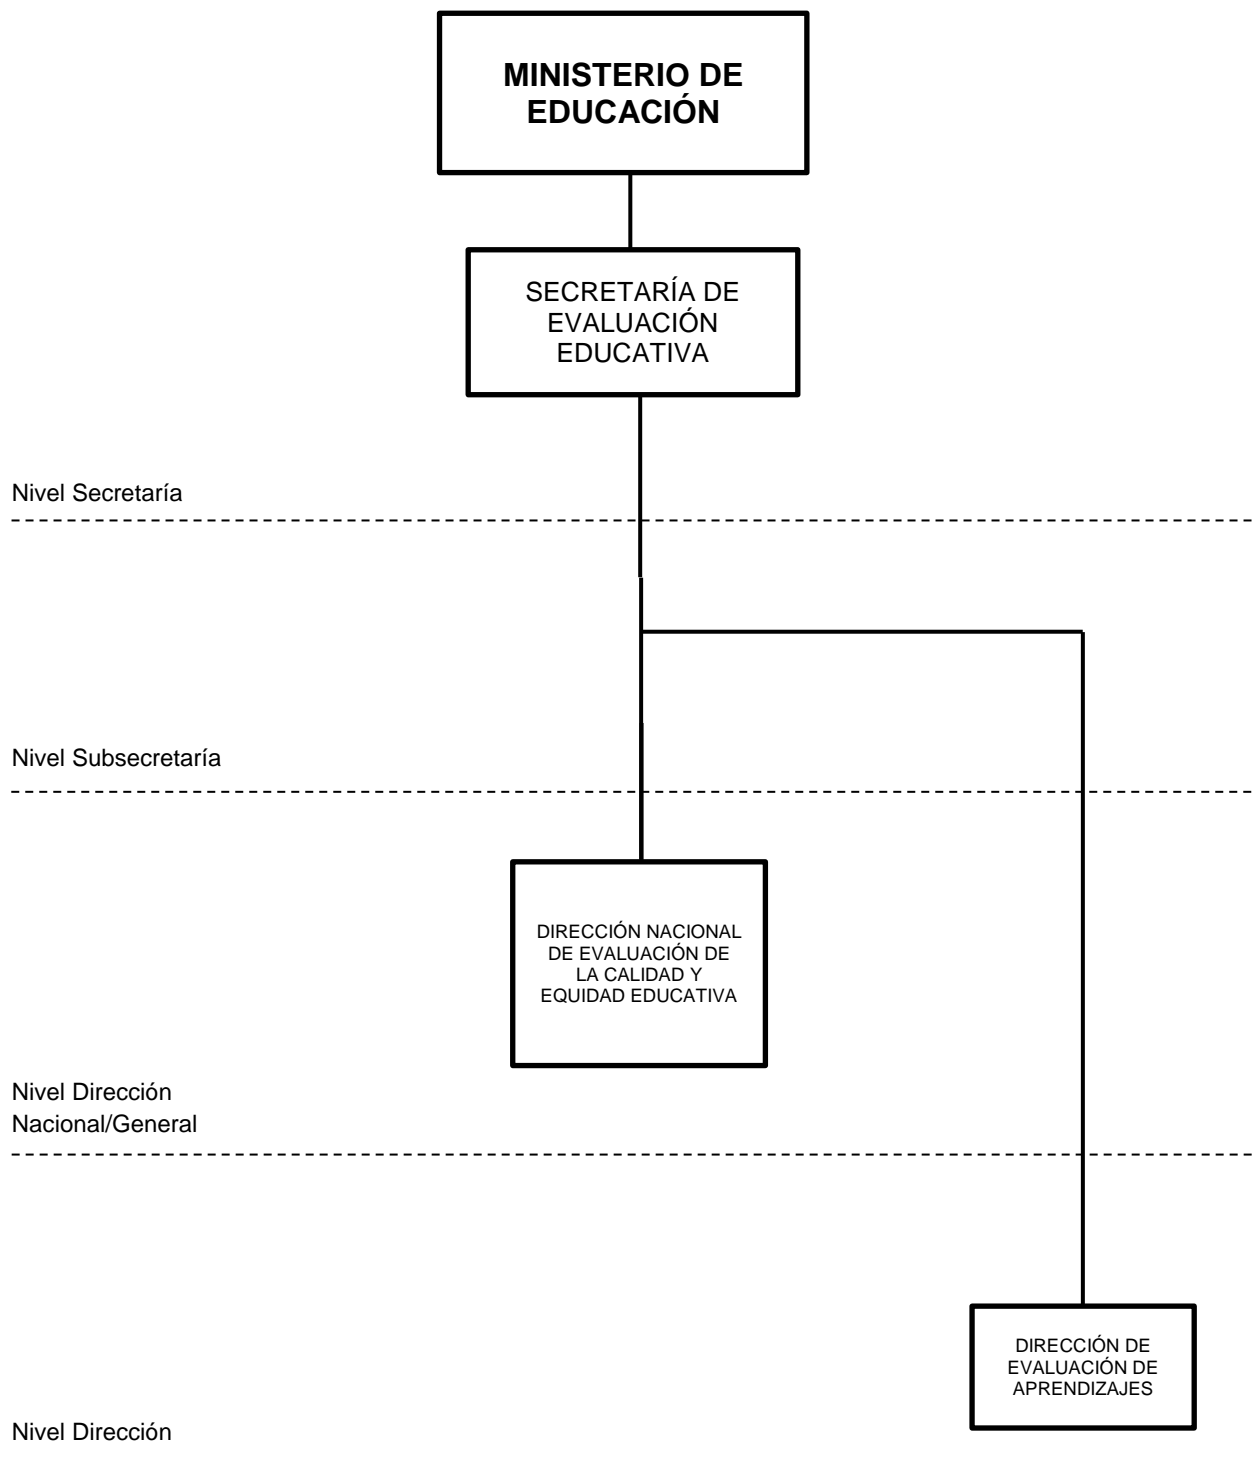 MINISTERIO DE
EDUCACIÓN
SECRETARÍA DE
EVALUACIÓN
EDUCATIVA
Nivel Secretaría
Nivel Subsecretaría
DIRECCIÓN NACIONAL
DE EVALUACIÓN DE
LA CALIDAD Y
EQUIDAD EDUCATIVA
Nivel Dirección
Nacional/General
DIRECCIÓN DE
EVALUACIÓN DE
APRENDIZAJES
Nivel Dirección